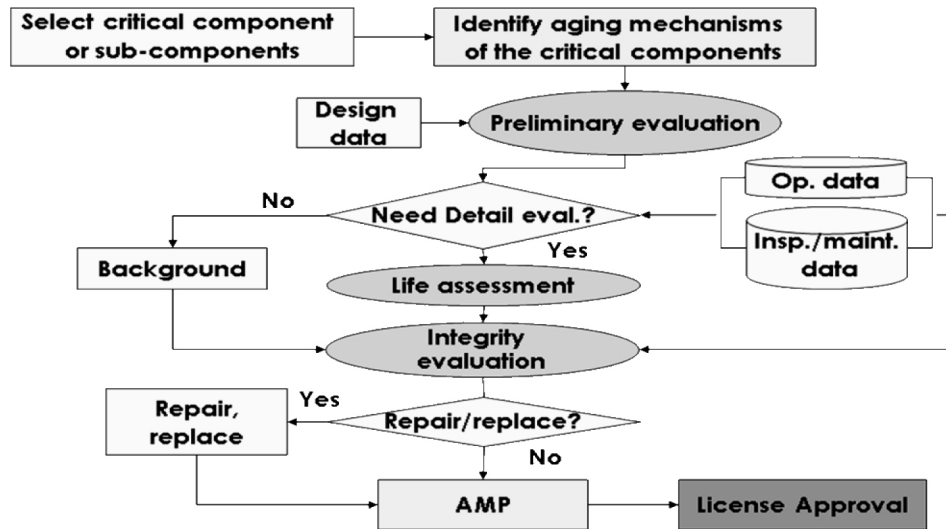 Select critical component
or sub-components
Identify aging mechanisms
of the critical components
Design
data
Preliminary evaluation
Op. data
No
Need Detail eval.?
Insp./maint.
data
Yes
Background
Life assessment
Integrity
evaluation
Yes
Repair,
replace
Repair/replace?
No
AMP
License Approval